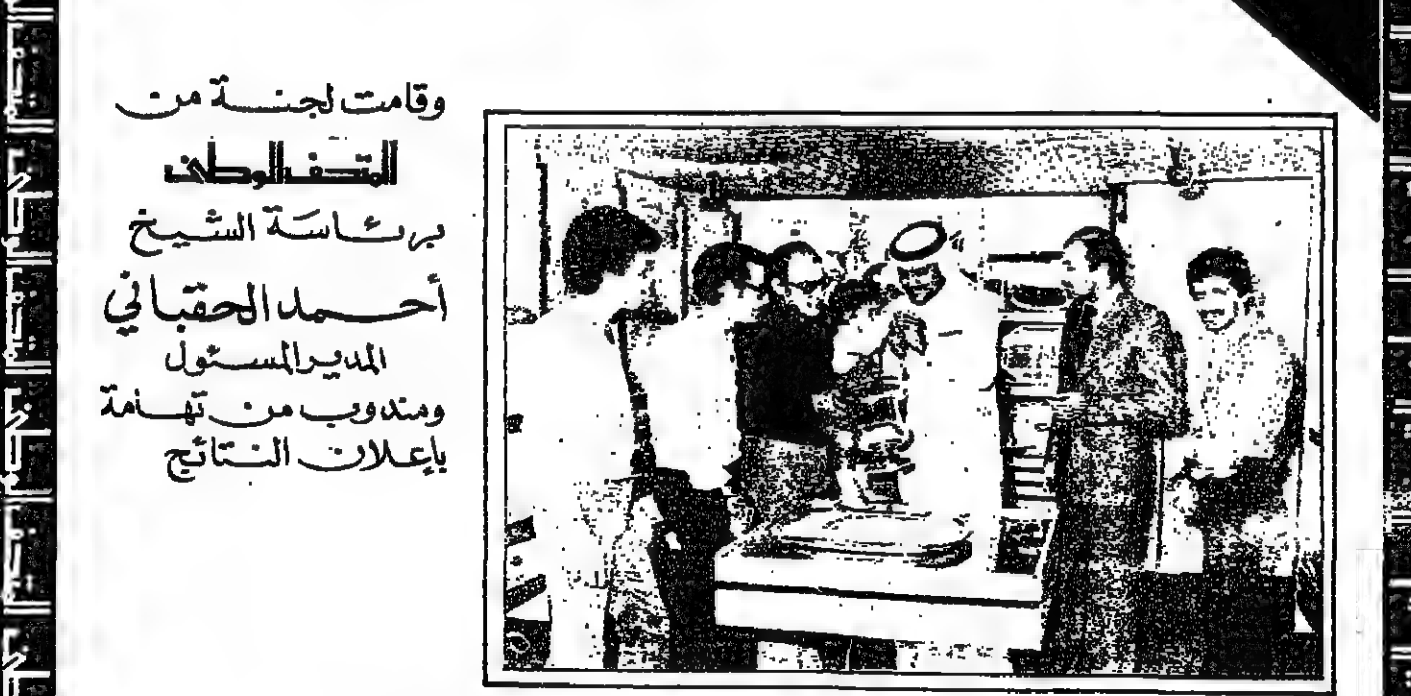 وقامت لجنة من
المتحف الوطني
برئاسة الشيخ
أحمد الحقباني
المدير المسئول
ومندوب من تهامة
بإعلان النتائج